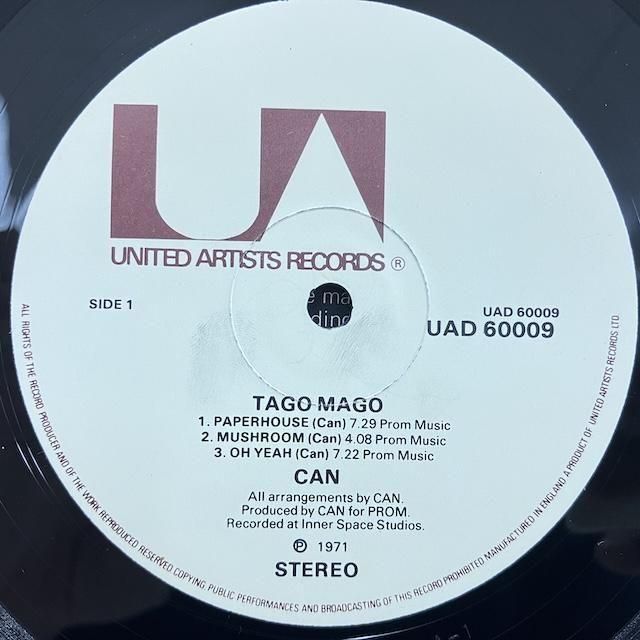 UA
UNITED ARTISTS RECORDS ®
SIDE 1
UAD 60009
UAD 60009
TAGO MAGO
1. PAPERHOUSE (Can) 7.29 Prom Music
2. MUSHROOM (Can) 4.08 Prom Music
3. OH YEAH (Can) 7.22 Prom Music
CAN
All arrangements by CAN.
Produced by CAN for PROM.
Recorded at Inner Space Studios.
℗ 1971
STEREO
ALL RIGHTS OF THE RECORD PRODUCER AND OF THE WORK REPRODUCED RESERVED COPYING, PUBLIC PERFORMANCES AND BROADCASTING OF THIS RECORD PROHIBITED MANUFACTURED IN ENGLAND A PRODUCT OF UNITED ARTISTS RECORDS LTD.